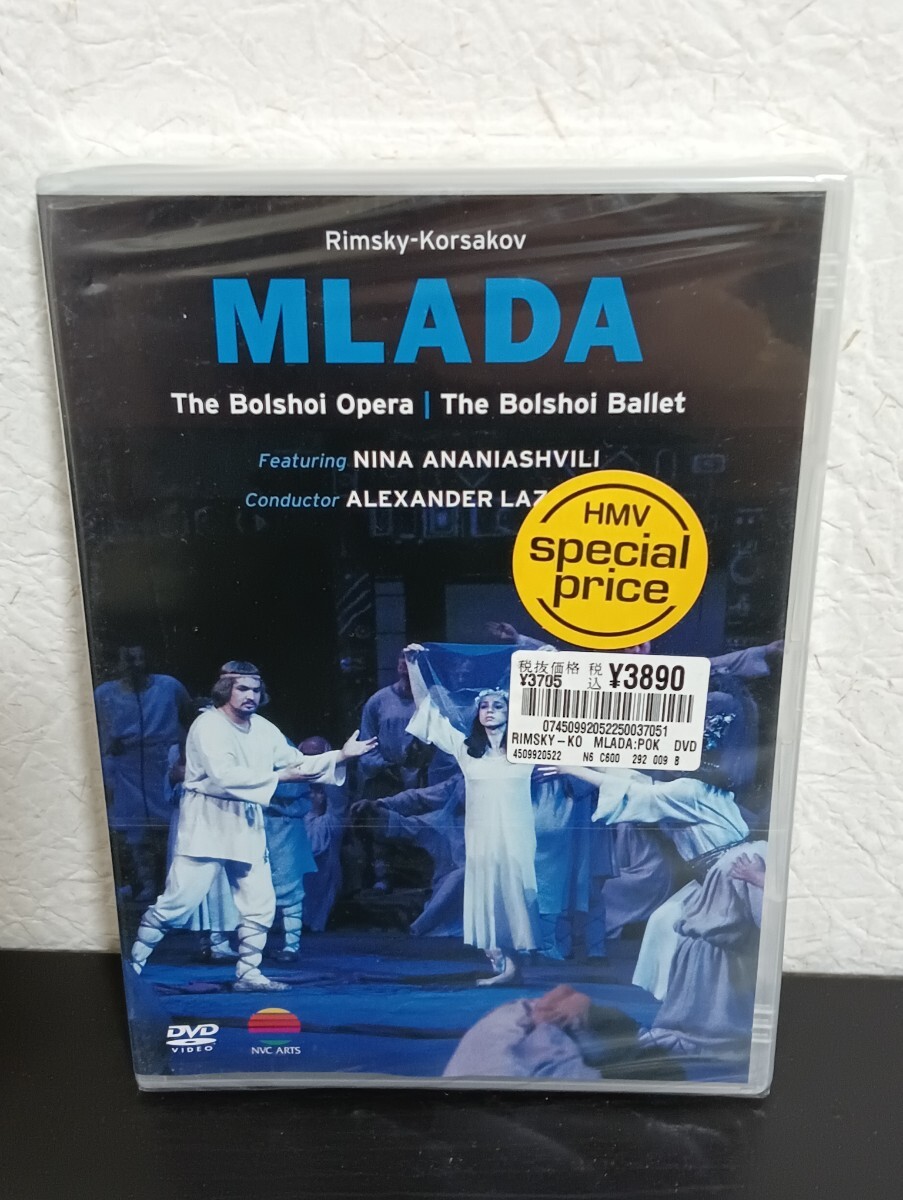 Rimsky-Korsakov
MLADA
The Bolshoi Opera | The Bolshoi Ballet
Featuring NINA ANANIASHVILI
Conductor ALEXANDER LAZ
HMV
special
price
税抜価格 税込 ¥3890
¥3705
07450992052250037051
RIMSKY-KO MLADA:POK DVD
4509920522 N6 C600 292 009 8
DVD
VIDEO
NVC ARTS